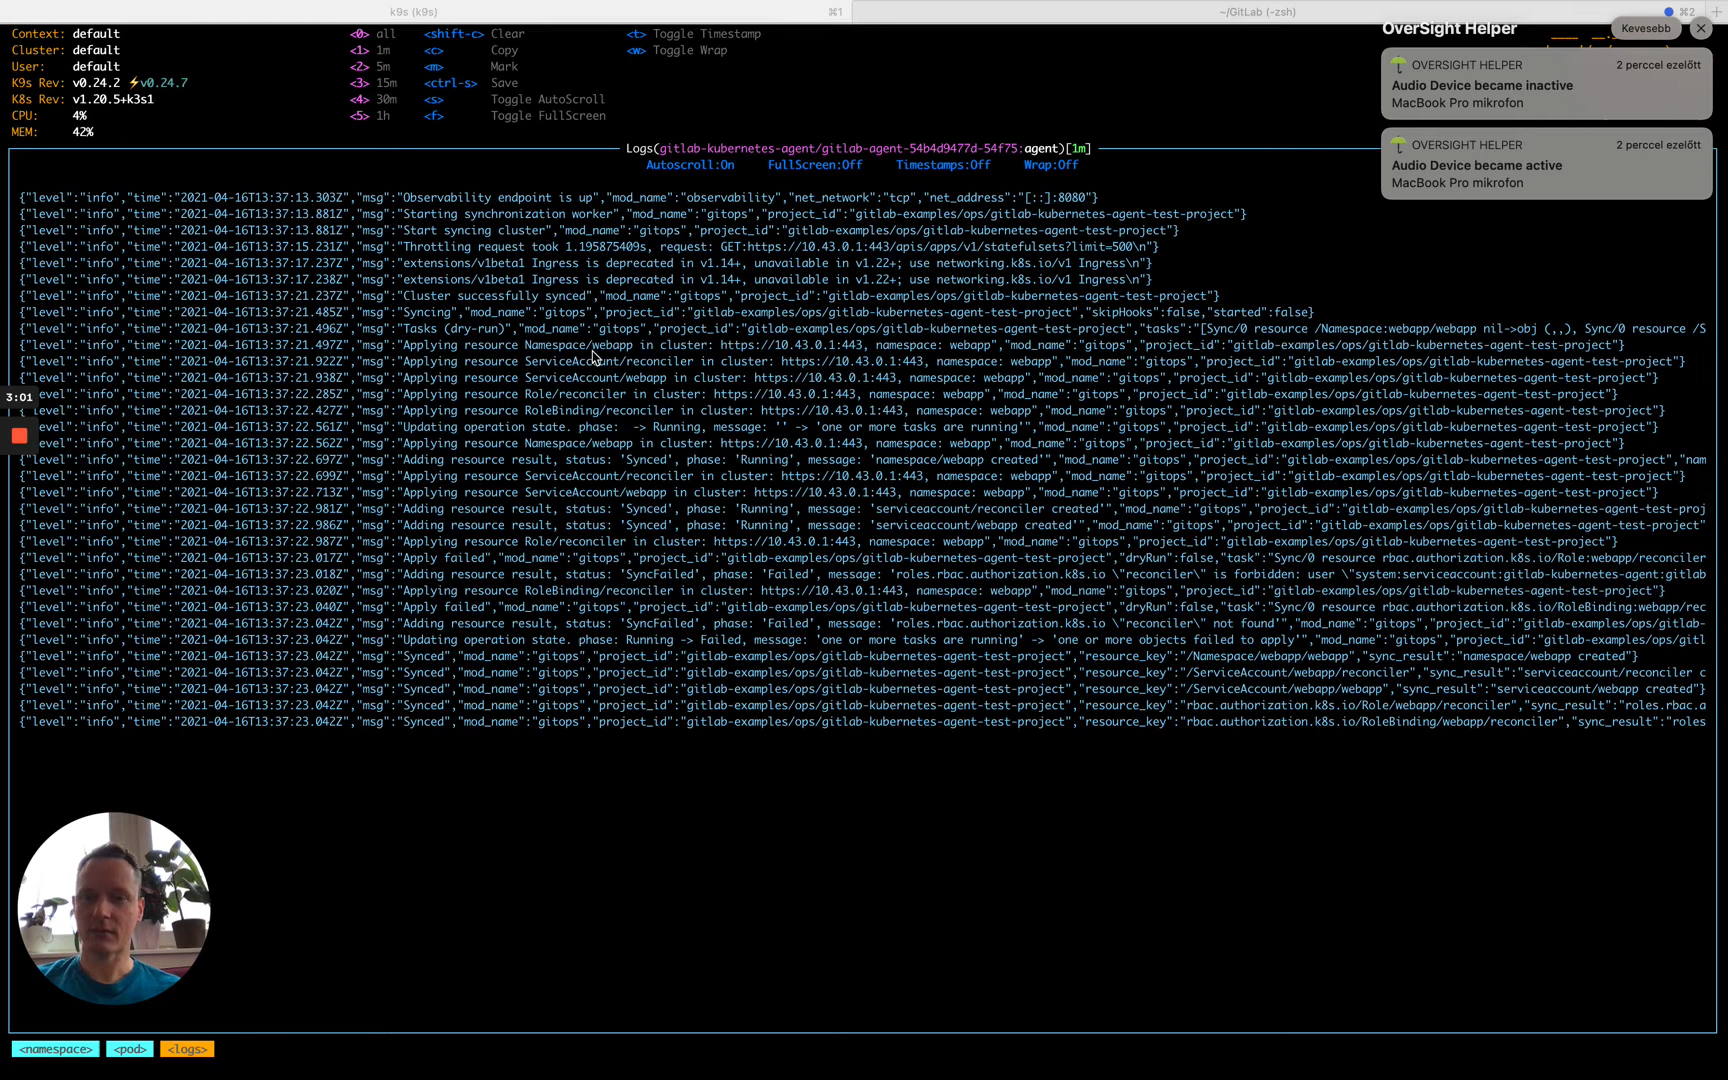 k9s (k9s)
⌘1
~/GitLab (-zsh)
⌘2
Context: default
Cluster: default
User: default
K9s Rev: v0.24.2 ⚡v0.24.7
K8s Rev: v1.20.5+k3s1
CPU: 4%
MEM: 42%
<0> all
<1> 1m
<2> 5m
<3> 15m
<4> 30m
<5> 1h
<shift-c> Clear
<c> Copy
<m> Mark
<ctrl-s> Save
<s> Toggle AutoScroll
<f> Toggle FullScreen
<t> Toggle Timestamp
<w> Toggle Wrap
OverSight Helper
Kevesebb
OVERSIGHT HELPER 2 perccel ezelőtt
Audio Device became inactive
MacBook Pro mikrofon
OVERSIGHT HELPER 2 perccel ezelőtt
Audio Device became active
MacBook Pro mikrofon
Logs(gitlab-kubernetes-agent/gitlab-agent-54b4d9477d-54f75:agent)[1m]
Autoscroll:On FullScreen:Off Timestamps:Off Wrap:Off
{"level":"info","time":"2021-04-16T13:37:13.303Z","msg":"Observability endpoint is up","mod_name":"observability","net_network":"tcp","net_address":"[::]:8080"}
{"level":"info","time":"2021-04-16T13:37:13.881Z","msg":"Starting synchronization worker","mod_name":"gitops","project_id":"gitlab-examples/ops/gitlab-kubernetes-agent-test-project"}
{"level":"info","time":"2021-04-16T13:37:13.881Z","msg":"Start syncing cluster","mod_name":"gitops","project_id":"gitlab-examples/ops/gitlab-kubernetes-agent-test-project"}
{"level":"info","time":"2021-04-16T13:37:15.231Z","msg":"Throttling request took 1.195875409s, request: GET:https://10.43.0.1:443/apis/apps/v1/statefulsets?limit=500\n"}
{"level":"info","time":"2021-04-16T13:37:17.237Z","msg":"extensions/v1beta1 Ingress is deprecated in v1.14+, unavailable in v1.22+; use networking.k8s.io/v1 Ingress\n"}
{"level":"info","time":"2021-04-16T13:37:17.238Z","msg":"extensions/v1beta1 Ingress is deprecated in v1.14+, unavailable in v1.22+; use networking.k8s.io/v1 Ingress\n"}
{"level":"info","time":"2021-04-16T13:37:21.237Z","msg":"Cluster successfully synced","mod_name":"gitops","project_id":"gitlab-examples/ops/gitlab-kubernetes-agent-test-project"}
{"level":"info","time":"2021-04-16T13:37:21.485Z","msg":"Syncing","mod_name":"gitops","project_id":"gitlab-examples/ops/gitlab-kubernetes-agent-test-project","skipHooks":false,"started":false}
{"level":"info","time":"2021-04-16T13:37:21.496Z","msg":"Tasks (dry-run)","mod_name":"gitops","project_id":"gitlab-examples/ops/gitlab-kubernetes-agent-test-project","tasks":"[Sync/0 resource /Namespace:webapp/webapp nil->obj (,,), Sync/0 resource /S
{"level":"info","time":"2021-04-16T13:37:21.497Z","msg":"Applying resource Namespace/webapp in cluster: https://10.43.0.1:443, namespace: webapp","mod_name":"gitops","project_id":"gitlab-examples/ops/gitlab-kubernetes-agent-test-project"}
{"level":"info","time":"2021-04-16T13:37:21.922Z","msg":"Applying resource ServiceAccount/reconciler in cluster: https://10.43.0.1:443, namespace: webapp","mod_name":"gitops","project_id":"gitlab-examples/ops/gitlab-kubernetes-agent-test-project"}
{"level":"info","time":"2021-04-16T13:37:21.938Z","msg":"Applying resource ServiceAccount/webapp in cluster: https://10.43.0.1:443, namespace: webapp","mod_name":"gitops","project_id":"gitlab-examples/ops/gitlab-kubernetes-agent-test-project"}
{"level":"info","time":"2021-04-16T13:37:22.285Z","msg":"Applying resource Role/reconciler in cluster: https://10.43.0.1:443, namespace: webapp","mod_name":"gitops","project_id":"gitlab-examples/ops/gitlab-kubernetes-agent-test-project"}
{"level":"info","time":"2021-04-16T13:37:22.427Z","msg":"Applying resource RoleBinding/reconciler in cluster: https://10.43.0.1:443, namespace: webapp","mod_name":"gitops","project_id":"gitlab-examples/ops/gitlab-kubernetes-agent-test-project"}
{"level":"info","time":"2021-04-16T13:37:22.561Z","msg":"Updating operation state. phase:  -> Running, message: '' -> 'one or more tasks are running'","mod_name":"gitops","project_id":"gitlab-examples/ops/gitlab-kubernetes-agent-test-project"}
{"level":"info","time":"2021-04-16T13:37:22.562Z","msg":"Applying resource Namespace/webapp in cluster: https://10.43.0.1:443, namespace: webapp","mod_name":"gitops","project_id":"gitlab-examples/ops/gitlab-kubernetes-agent-test-project"}
{"level":"info","time":"2021-04-16T13:37:22.697Z","msg":"Adding resource result, status: 'Synced', phase: 'Running', message: 'namespace/webapp created'","mod_name":"gitops","project_id":"gitlab-examples/ops/gitlab-kubernetes-agent-test-project","nam
{"level":"info","time":"2021-04-16T13:37:22.699Z","msg":"Applying resource ServiceAccount/reconciler in cluster: https://10.43.0.1:443, namespace: webapp","mod_name":"gitops","project_id":"gitlab-examples/ops/gitlab-kubernetes-agent-test-project"}
{"level":"info","time":"2021-04-16T13:37:22.713Z","msg":"Applying resource ServiceAccount/webapp in cluster: https://10.43.0.1:443, namespace: webapp","mod_name":"gitops","project_id":"gitlab-examples/ops/gitlab-kubernetes-agent-test-project"}
{"level":"info","time":"2021-04-16T13:37:22.981Z","msg":"Adding resource result, status: 'Synced', phase: 'Running', message: 'serviceaccount/reconciler created'","mod_name":"gitops","project_id":"gitlab-examples/ops/gitlab-kubernetes-agent-test-proj
{"level":"info","time":"2021-04-16T13:37:22.986Z","msg":"Adding resource result, status: 'Synced', phase: 'Running', message: 'serviceaccount/webapp created'","mod_name":"gitops","project_id":"gitlab-examples/ops/gitlab-kubernetes-agent-test-project"
{"level":"info","time":"2021-04-16T13:37:22.987Z","msg":"Applying resource Role/reconciler in cluster: https://10.43.0.1:443, namespace: webapp","mod_name":"gitops","project_id":"gitlab-examples/ops/gitlab-kubernetes-agent-test-project"}
{"level":"info","time":"2021-04-16T13:37:23.017Z","msg":"Apply failed","mod_name":"gitops","project_id":"gitlab-examples/ops/gitlab-kubernetes-agent-test-project","dryRun":false,"task":"Sync/0 resource rbac.authorization.k8s.io/Role:webapp/reconciler
{"level":"info","time":"2021-04-16T13:37:23.018Z","msg":"Adding resource result, status: 'SyncFailed', phase: 'Failed', message: 'roles.rbac.authorization.k8s.io \"reconciler\" is forbidden: user \"system:serviceaccount:gitlab-kubernetes-agent:gitlab
{"level":"info","time":"2021-04-16T13:37:23.020Z","msg":"Applying resource RoleBinding/reconciler in cluster: https://10.43.0.1:443, namespace: webapp","mod_name":"gitops","project_id":"gitlab-examples/ops/gitlab-kubernetes-agent-test-project"}
{"level":"info","time":"2021-04-16T13:37:23.040Z","msg":"Apply failed","mod_name":"gitops","project_id":"gitlab-examples/ops/gitlab-kubernetes-agent-test-project","dryRun":false,"task":"Sync/0 resource rbac.authorization.k8s.io/RoleBinding:webapp/rec
{"level":"info","time":"2021-04-16T13:37:23.042Z","msg":"Adding resource result, status: 'SyncFailed', phase: 'Failed', message: 'roles.rbac.authorization.k8s.io \"reconciler\" not found'","mod_name":"gitops","project_id":"gitlab-examples/ops/gitlab-
{"level":"info","time":"2021-04-16T13:37:23.042Z","msg":"Updating operation state. phase: Running -> Failed, message: 'one or more tasks are running' -> 'one or more objects failed to apply'","mod_name":"gitops","project_id":"gitlab-examples/ops/gitl
{"level":"info","time":"2021-04-16T13:37:23.042Z","msg":"Synced","mod_name":"gitops","project_id":"gitlab-examples/ops/gitlab-kubernetes-agent-test-project","resource_key":"/Namespace/webapp/webapp","sync_result":"namespace/webapp created"}
{"level":"info","time":"2021-04-16T13:37:23.042Z","msg":"Synced","mod_name":"gitops","project_id":"gitlab-examples/ops/gitlab-kubernetes-agent-test-project","resource_key":"/ServiceAccount/webapp/reconciler","sync_result":"serviceaccount/reconciler c
{"level":"info","time":"2021-04-16T13:37:23.042Z","msg":"Synced","mod_name":"gitops","project_id":"gitlab-examples/ops/gitlab-kubernetes-agent-test-project","resource_key":"/ServiceAccount/webapp/webapp","sync_result":"serviceaccount/webapp created"}
{"level":"info","time":"2021-04-16T13:37:23.042Z","msg":"Synced","mod_name":"gitops","project_id":"gitlab-examples/ops/gitlab-kubernetes-agent-test-project","resource_key":"rbac.authorization.k8s.io/Role/webapp/reconciler","sync_result":"roles.rbac.a
{"level":"info","time":"2021-04-16T13:37:23.042Z","msg":"Synced","mod_name":"gitops","project_id":"gitlab-examples/ops/gitlab-kubernetes-agent-test-project","resource_key":"rbac.authorization.k8s.io/RoleBinding/webapp/reconciler","sync_result":"roles
3:01
<namespace> <pod> <logs>